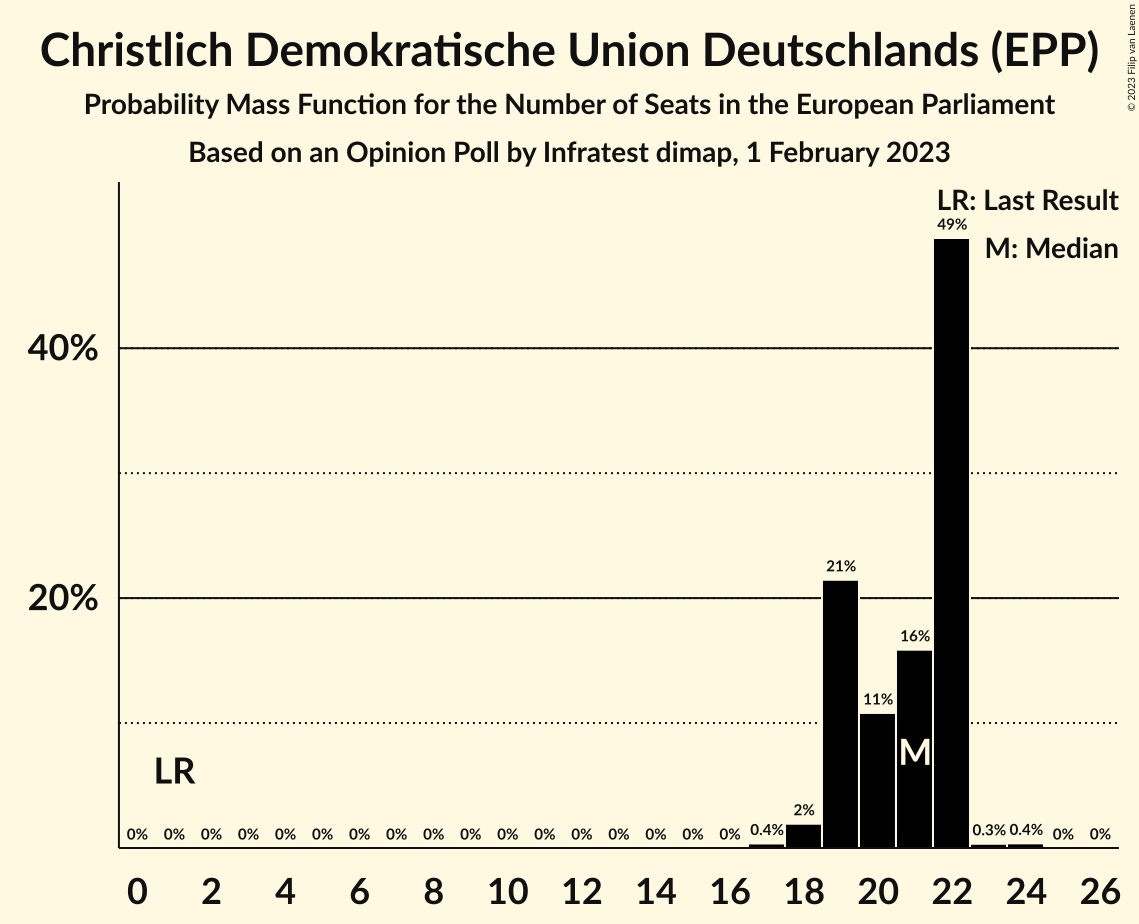 Christlich Demokratische Union Deutschlands (EPP)
Probability Mass Function for the Number of Seats in the European Parliament
Based on an Opinion Poll by Infratest dimap, 1 February 2023
© 2023 Filip van Laenen
LR: Last Result
M: Median
49%
40%
21%
20%
16%
11%
M
LR
2%
0% 0% 0% 0% 0% 0% 0% 0% 0% 0% 0% 0% 0% 0% 0% 0% 0% 0.4% 0.3% 0.4% 0% 0%
0 2 4 6 8 10 12 14 16 18 20 22 24 26